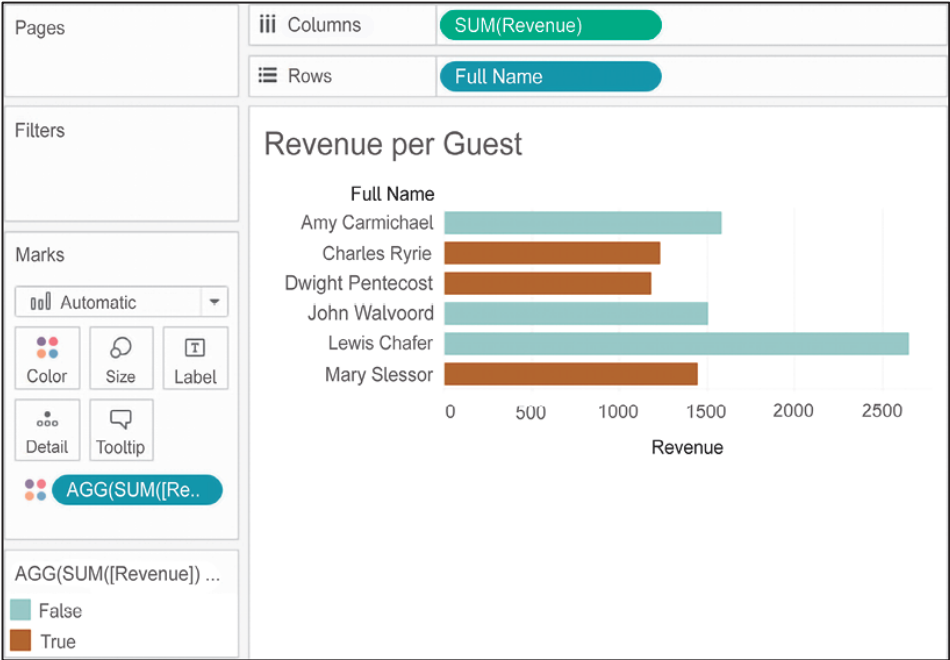 Pages
Columns
SUM(Revenue)
Rows
Full Name
Filters
Marks
Automatic
Color
Size
Label
Detail
Tooltip
AGG(SUM([Re..
AGG(SUM([Revenue]) ...
False
True
Revenue per Guest
Full Name
Amy Carmichael
Charles Ryrie
Dwight Pentecost
John Walvoord
Lewis Chafer
Mary Slessor
0 500 1000 1500 2000 2500
Revenue